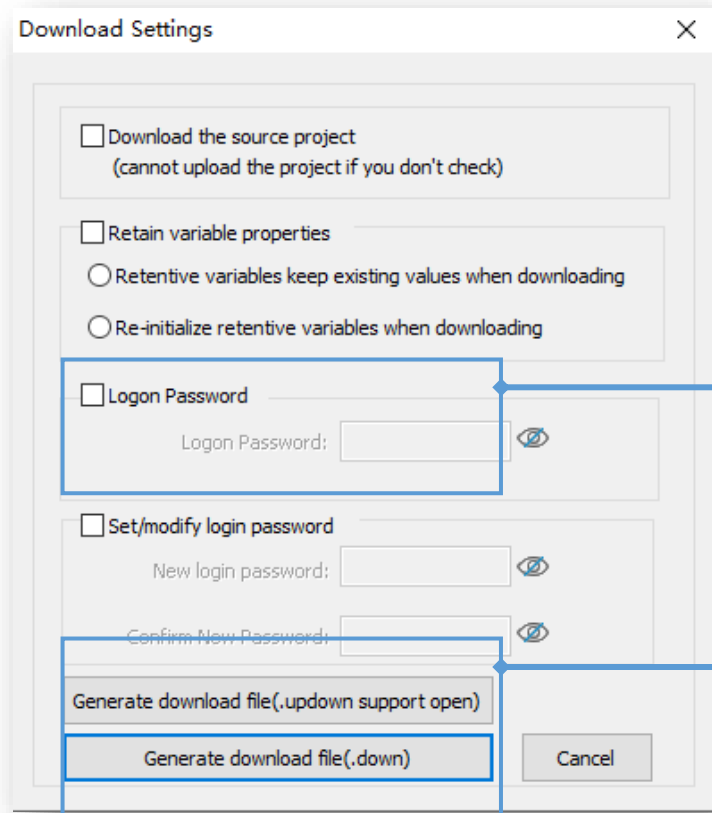 Download Settings
Download the source project
(cannot upload the project if you don't check)
Retain variable properties
Retentive variables keep existing values when downloading
Re-initialize retentive variables when downloading
Logon Password
Logon Password:
Set/modify login password
New login password:
Confirm New Password:
Generate download file(.updown support open)
Generate download file(.down)
Cancel